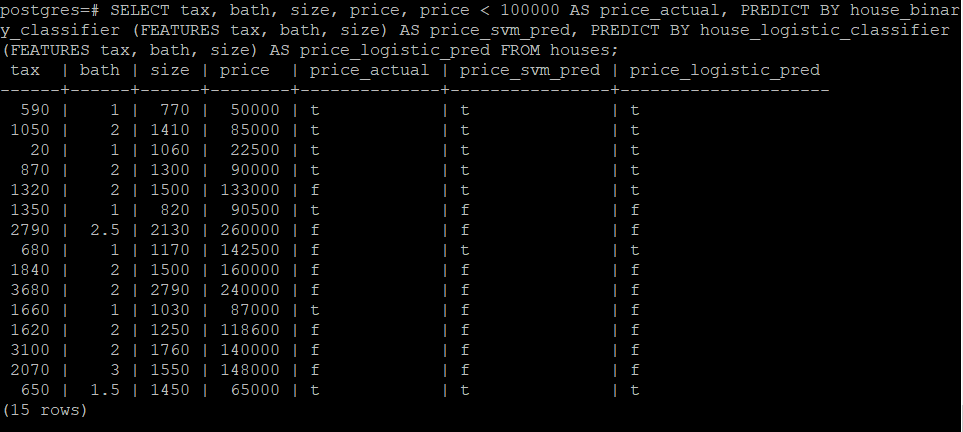 postgres=# SELECT tax, bath, size, price, price < 100000 AS price_actual, PREDICT BY house_binar
y_classifier (FEATURES tax, bath, size) AS price_svm_pred, PREDICT BY house_logistic_classifier
(FEATURES tax, bath, size) AS price_logistic_pred FROM houses;
 tax  | bath | size | price  | price_actual | price_svm_pred | price_logistic_pred
------+------+------+--------+--------------+----------------+---------------------
  590 |    1 |  770 |  50000 | t            | t              | t
 1050 |    2 | 1410 |  85000 | t            | t              | t
   20 |    1 | 1060 |  22500 | t            | t              | t
  870 |    2 | 1300 |  90000 | t            | t              | t
 1320 |    2 | 1500 | 133000 | f            | t              | t
 1350 |    1 |  820 |  90500 | t            | f              | f
 2790 |  2.5 | 2130 | 260000 | f            | f              | f
  680 |    1 | 1170 | 142500 | f            | t              | t
 1840 |    2 | 1500 | 160000 | f            | f              | f
 3680 |    2 | 2790 | 240000 | f            | f              | f
 1660 |    1 | 1030 |  87000 | t            | f              | f
 1620 |    2 | 1250 | 118600 | f            | f              | f
 3100 |    2 | 1760 | 140000 | f            | f              | f
 2070 |    3 | 1550 | 148000 | f            | f              | f
  650 |  1.5 | 1450 |  65000 | t            | t              | t
(15 rows)